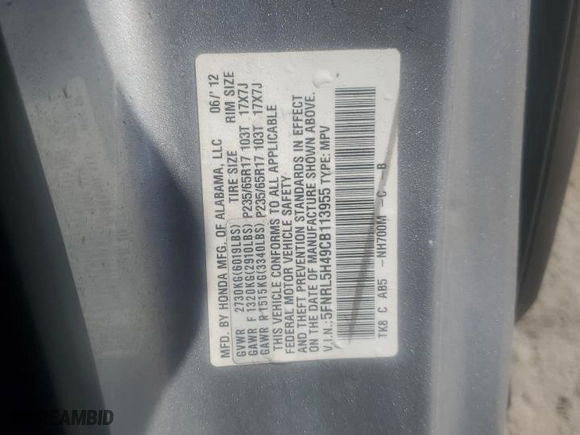 MFD. BY HONDA MFG. OF ALABAMA, LLC 06/'12
TIRE SIZE RIM SIZE
GVWR 2730KG(6019LBS)
GAWR F 1320KG(2910LBS) P235/65R17 103T 17X7J
GAWR R 1515KG(3340LBS) P235/65R17 103T 17X7J
THIS VEHICLE CONFORMS TO ALL APPLICABLE
FEDERAL MOTOR VEHICLE SAFETY
AND THEFT PREVENTION STANDARDS IN EFFECT
ON THE DATE OF MANUFACTURE SHOWN ABOVE.
V.I.N.:5FNRL5H49CB113955 TYPE: MPV
TK8 C AB5 -NH700M -C -B